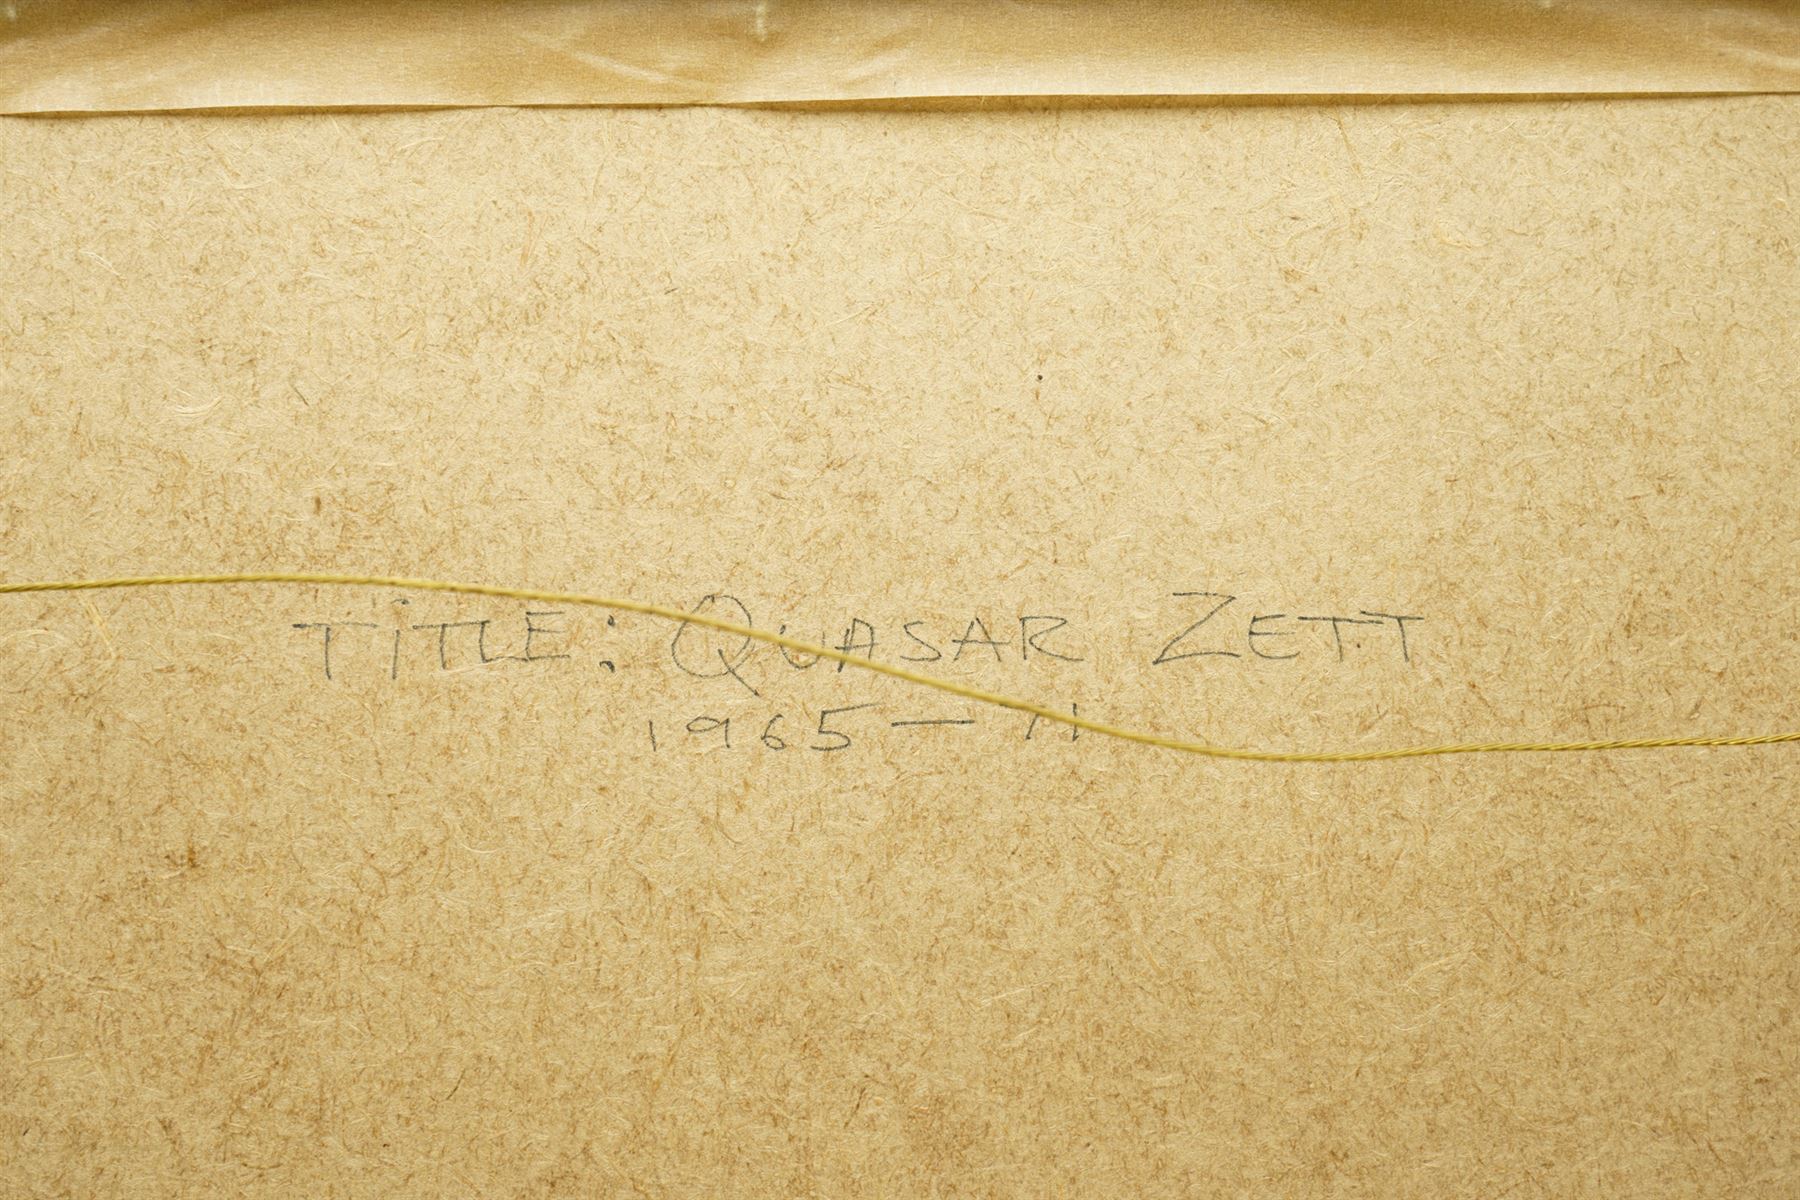 TiTLE: QUASAR ZETT
1965 — 71